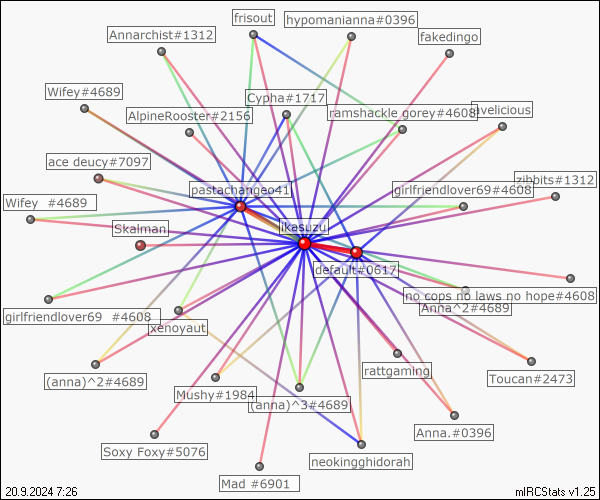 frisout
hypomanianna#0396
Annarchist#1312
fakedingo
Wifey#4689
Cypha#1717
AlpineRooster#2156
ramshackle gorey#4608
ace deucy#7097
zibbits#1312
pastachangeo41
girlfriendlover69#4608
Wifey #4689
Skalman
ikasuzu
default#0617
no cops no laws no hope#4608
Anna^2#4689
girlfriendlover69 #4608
xenoyaut
rattgaming
Toucan#2473
(anna)^2#4689
Mushy#1984
(anna)^3#4689
Anna.#0396
Soxy Foxy#5076
neokingghidorah
Mad #6901
20.9.2024 7:26
mIRCStats v1.25